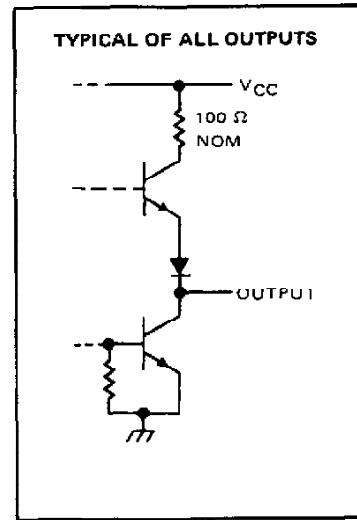 TYPICAL OF ALL OUTPUTS
VCC
100 Ω
NOM
OUTPUT